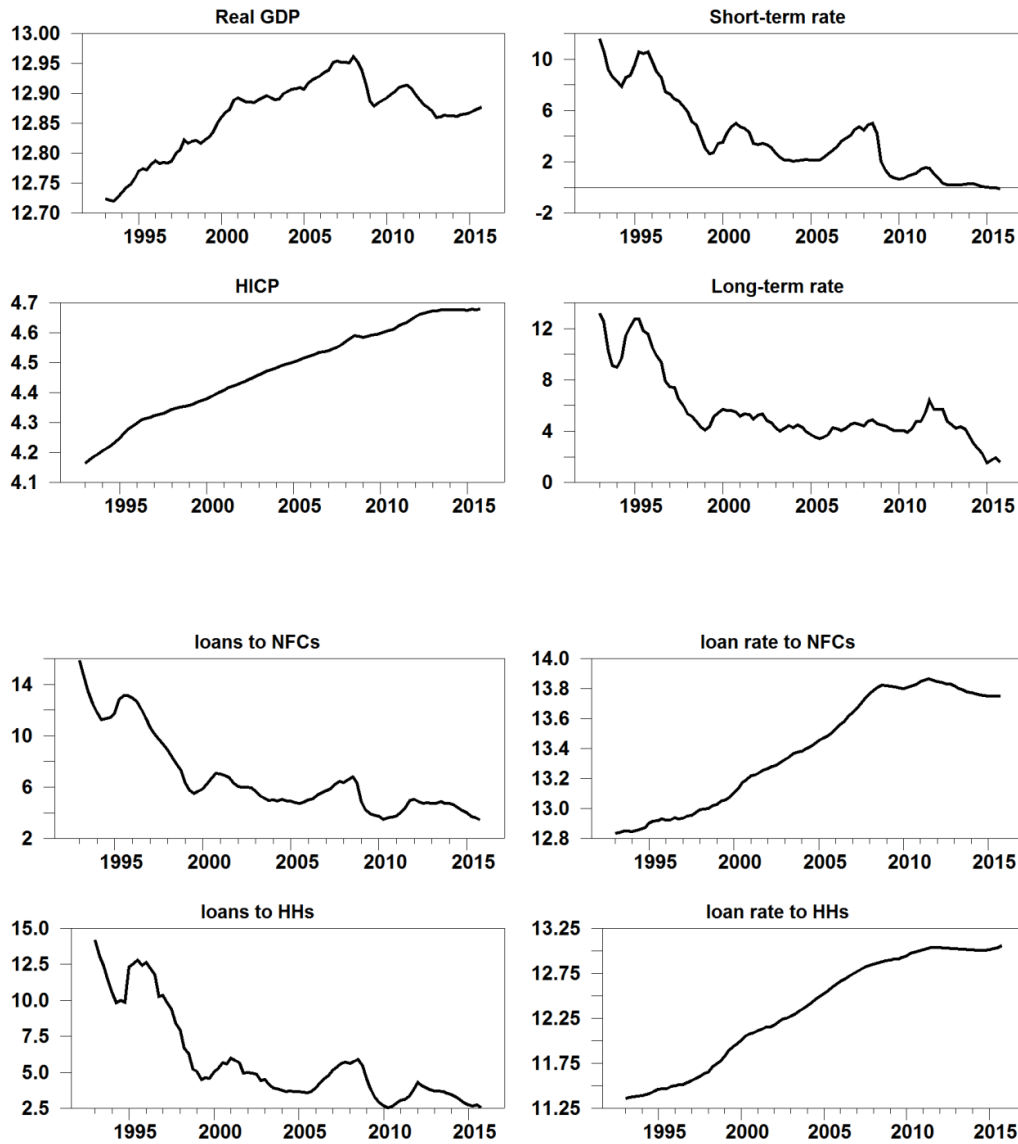 Real GDP
13.00
12.95
12.90
12.85
12.80
12.75
12.70
1995 2000 2005 2010 2015
Short-term rate
10
6
2
-2
1995 2000 2005 2010 2015
HICP
4.7
4.6
4.5
4.4
4.3
4.2
4.1
1995 2000 2005 2010 2015
Long-term rate
12
8
4
0
1995 2000 2005 2010 2015
loans to NFCs
14
10
6
2
1995 2000 2005 2010 2015
loan rate to NFCs
14.0
13.8
13.6
13.4
13.2
13.0
12.8
1995 2000 2005 2010 2015
loans to HHs
15.0
12.5
10.0
7.5
5.0
2.5
1995 2000 2005 2010 2015
loan rate to HHs
13.25
12.75
12.25
11.75
11.25
1995 2000 2005 2010 2015